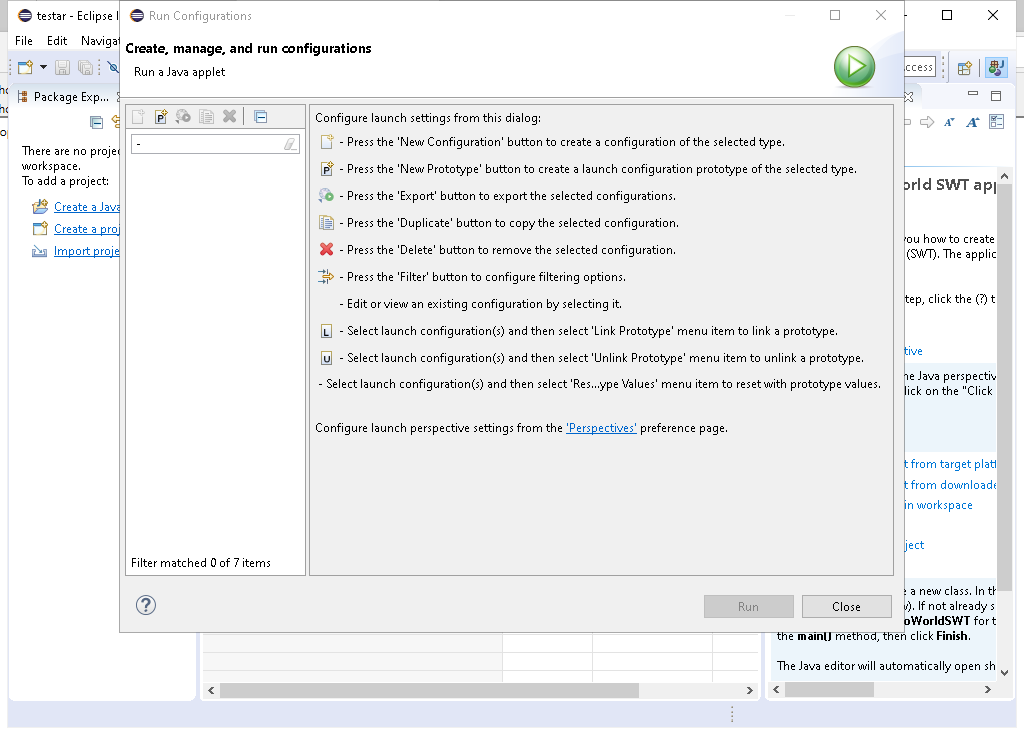 testar - Eclipse I
Run Configurations
File Edit Navigat
Create, manage, and run configurations
Run a Java applet
ccess
Package Exp...
There are no projec
workspace.
To add a project:
Create a Java
Create a proj
Import proje
-
Filter matched 0 of 7 items
Configure launch settings from this dialog:
- Press the 'New Configuration' button to create a configuration of the selected type.
- Press the 'New Prototype' button to create a launch configuration prototype of the selected type.
- Press the 'Export' button to export the selected configurations.
- Press the 'Duplicate' button to copy the selected configuration.
- Press the 'Delete' button to remove the selected configuration.
- Press the 'Filter' button to configure filtering options.
- Edit or view an existing configuration by selecting it.
L - Select launch configuration(s) and then select 'Link Prototype' menu item to link a prototype.
U - Select launch configuration(s) and then select 'Unlink Prototype' menu item to unlink a prototype.
- Select launch configuration(s) and then select 'Res...ype Values' menu item to reset with prototype values.
Configure launch perspective settings from the 'Perspectives' preference page.
Run
Close
orld SWT app
you how to create
(SWT). The applic
tep, click the (?) t
tive
he Java perspectiv
lick on the "Click
t from target platf
t from downloade
in workspace
ject
e a new class. In th
v). If not already s
oWorldSWT for t
the main() method, then click Finish.
The Java editor will automatically open sh